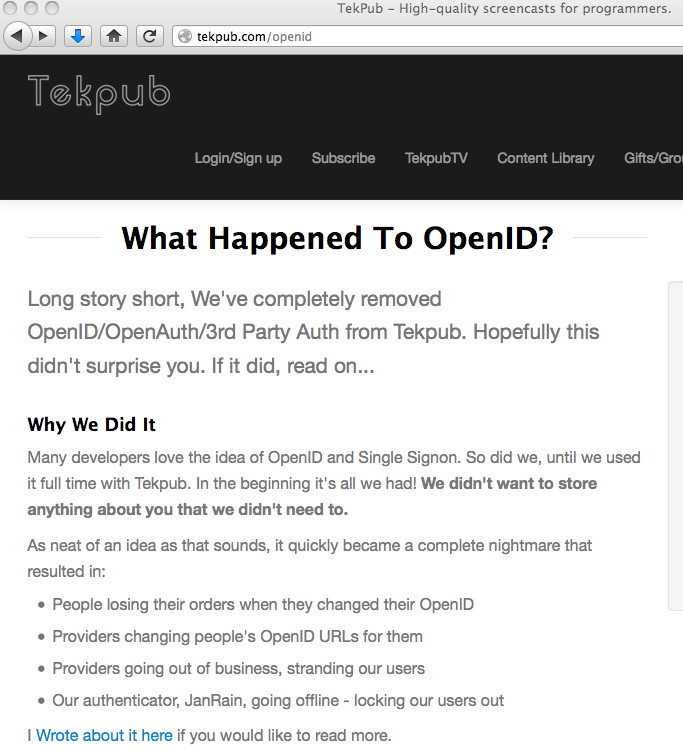 TekPub – High-quality screencasts for programmers.
tekpub.com/openid
Tekpub
Login/Sign up Subscribe TekpubTV Content Library Gifts/Gro
What Happened To OpenID?
Long story short, We've completely removed
OpenID/OpenAuth/3rd Party Auth from Tekpub. Hopefully this
didn't surprise you. If it did, read on...
Why We Did It
Many developers love the idea of OpenID and Single Signon. So did we, until we used
it full time with Tekpub. In the beginning it's all we had! We didn't want to store
anything about you that we didn't need to.
As neat of an idea as that sounds, it quickly became a complete nightmare that
resulted in:
• People losing their orders when they changed their OpenID
• Providers changing people's OpenID URLs for them
• Providers going out of business, stranding our users
• Our authenticator, JanRain, going offline - locking our users out
I Wrote about it here if you would like to read more.